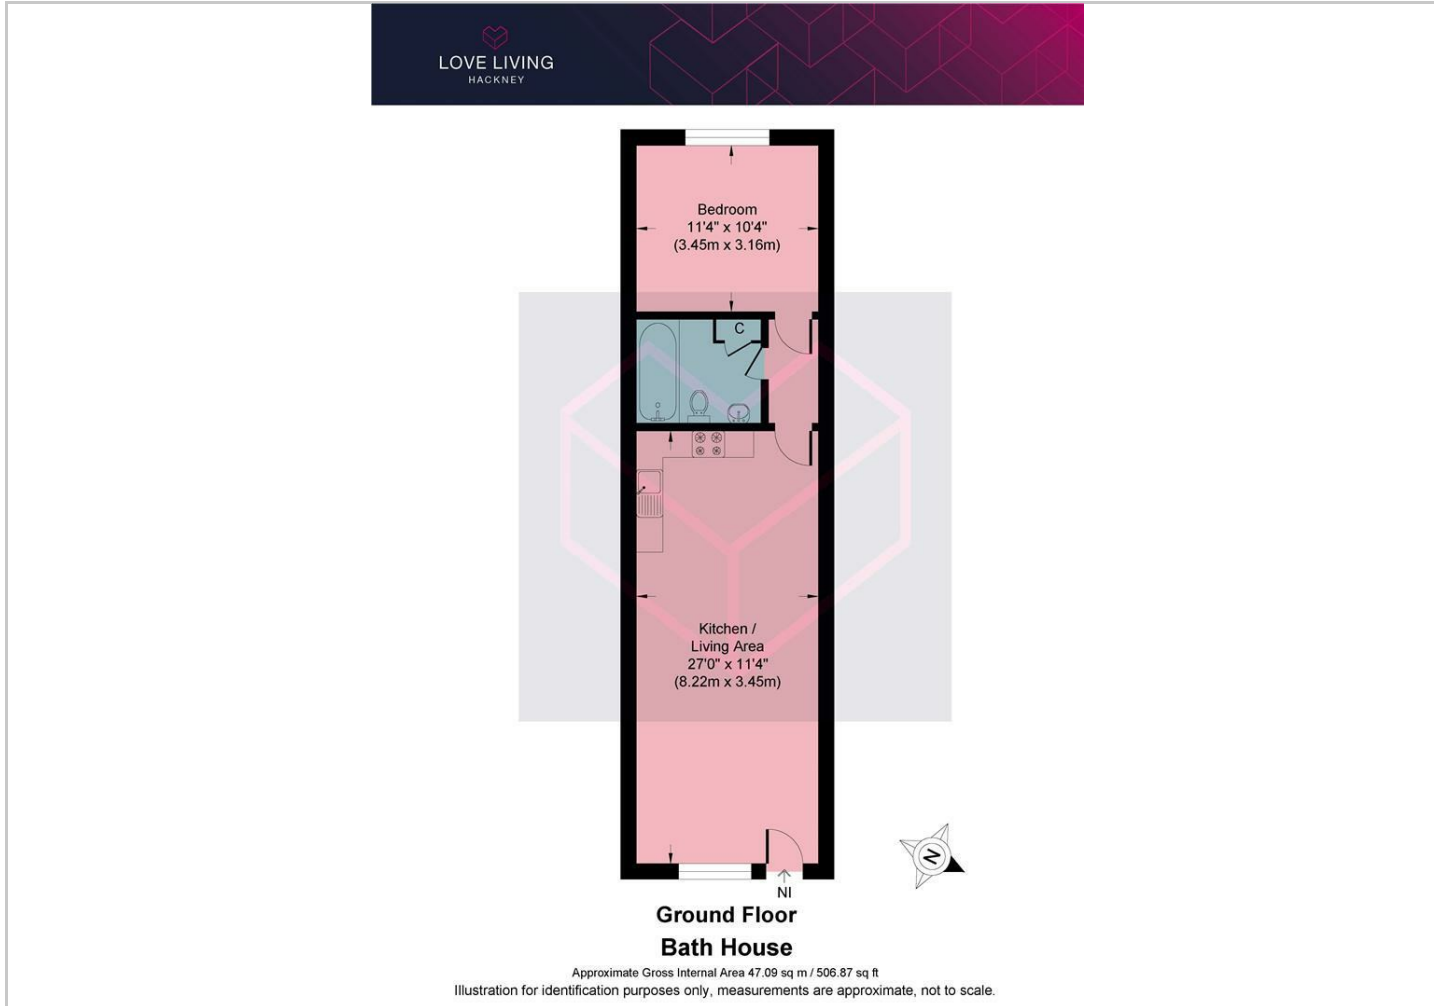 LOVE LIVING
HACKNEY
Bedroom
11'4" x 10'4"
(3.45m x 3.16m)
C
Kitchen /
Living Area
27'0" x 11'4"
(8.22m x 3.45m)
N
NI
Ground Floor
Bath House
Approximate Gross Internal Area 47.09 sq m / 506.87 sq ft
Illustration for identification purposes only, measurements are approximate, not to scale.